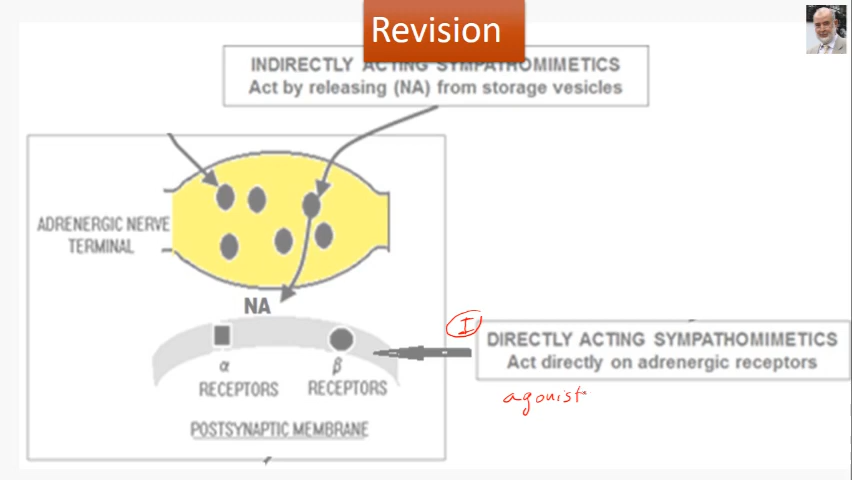 Revision
INDIRECTLY ACTING SYMPATHOMIMETICS
Act by releasing (NA) from storage vesicles
ADRENERGIC NERVE
TERMINAL
NA
I
DIRECTLY ACTING SYMPATHOMIMETICS
Act directly on adrenergic receptors
α
RECEPTORS
β
RECEPTORS
agonist
POSTSYNAPTIC MEMBRANE